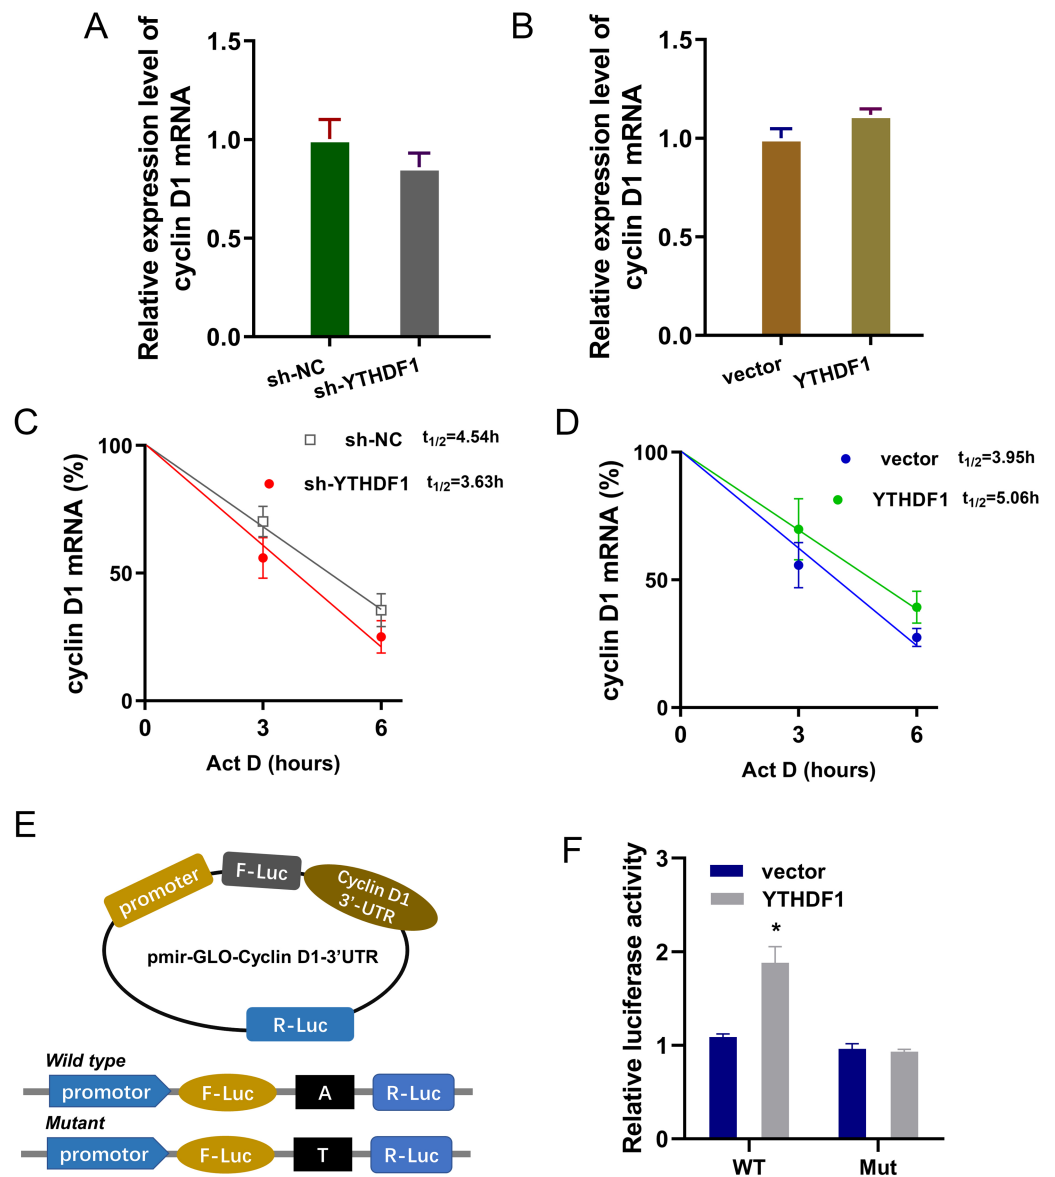 A
Relative expression level of
cyclin D1 mRNA
1.5
1.0
0.5
0.0
sh-NC
sh-YTHDF1
B
Relative expression level of
cyclin D1 mRNA
1.5
1.0
0.5
0.0
vector
YTHDF1
C
cyclin D1 mRNA (%)
100
50
0
0
3
6
Act D (hours)
sh-NC t1/2=4.54h
sh-YTHDF1 t1/2=3.63h
D
cyclin D1 mRNA (%)
100
50
0
0
3
6
Act D (hours)
vector t1/2=3.95h
YTHDF1 t1/2=5.06h
E
promoter
F-Luc
Cyclin D1
3'-UTR
pmir-GLO-Cyclin D1-3'UTR
R-Luc
Wild type
promotor F-Luc A R-Luc
Mutant
promotor F-Luc T R-Luc
F
Relative luciferase activity
3
2
1
0
vector
YTHDF1
*
WT
Mut